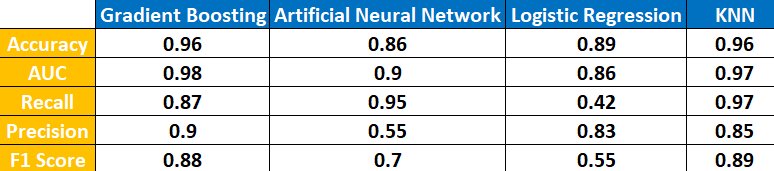 Gradient Boosting Artificial Neural Network Logistic Regression KNN
Accuracy 0.96 0.86 0.89 0.96
AUC 0.98 0.9 0.86 0.97
Recall 0.87 0.95 0.42 0.97
Precision 0.9 0.55 0.83 0.85
F1 Score 0.88 0.7 0.55 0.89